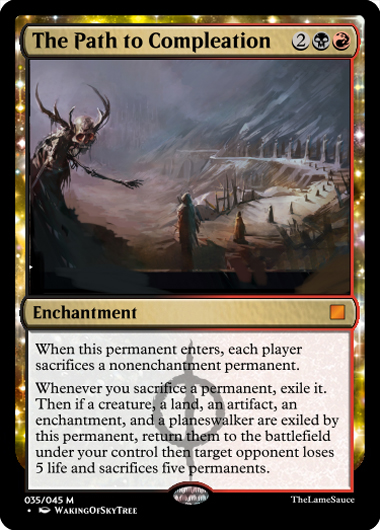 The Path to Compleation 2
Enchantment
When this permanent enters, each player
sacrifices a nonenchantment permanent.
Whenever you sacrifice a permanent, exile it.
Then if a creature, a land, an artifact, an
enchantment, and a planeswalker are exiled by
this permanent, return them to the battlefield
under your control then target opponent loses
5 life and sacrifices five permanents.
035/045 M
TheLameSauce
• WakingOfSkyTree